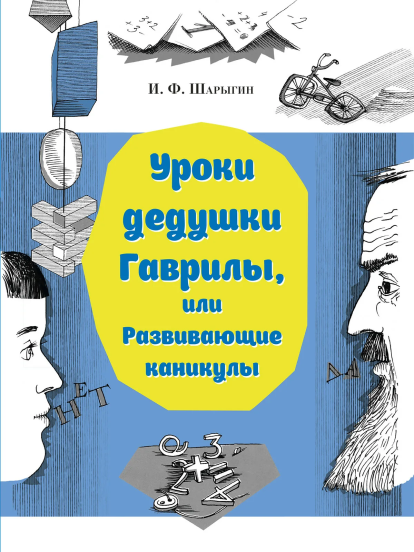 И. Ф. Шарыгин
Уроки
дедушки
Гаврилы,
или
Развивающие
каникулы
НЕТ
ДА